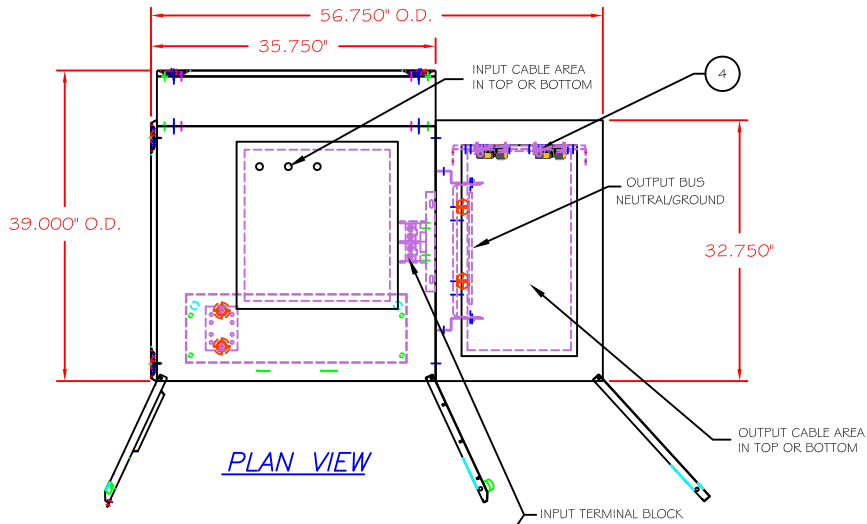 56.750" O.D.
35.750"
INPUT CABLE AREA
IN TOP OR BOTTOM
4
OUTPUT BUS
NEUTRAL/GROUND
39.000" O.D.
32.750"
OUTPUT CABLE AREA
IN TOP OR BOTTOM
PLAN VIEW
INPUT TERMINAL BLOCK